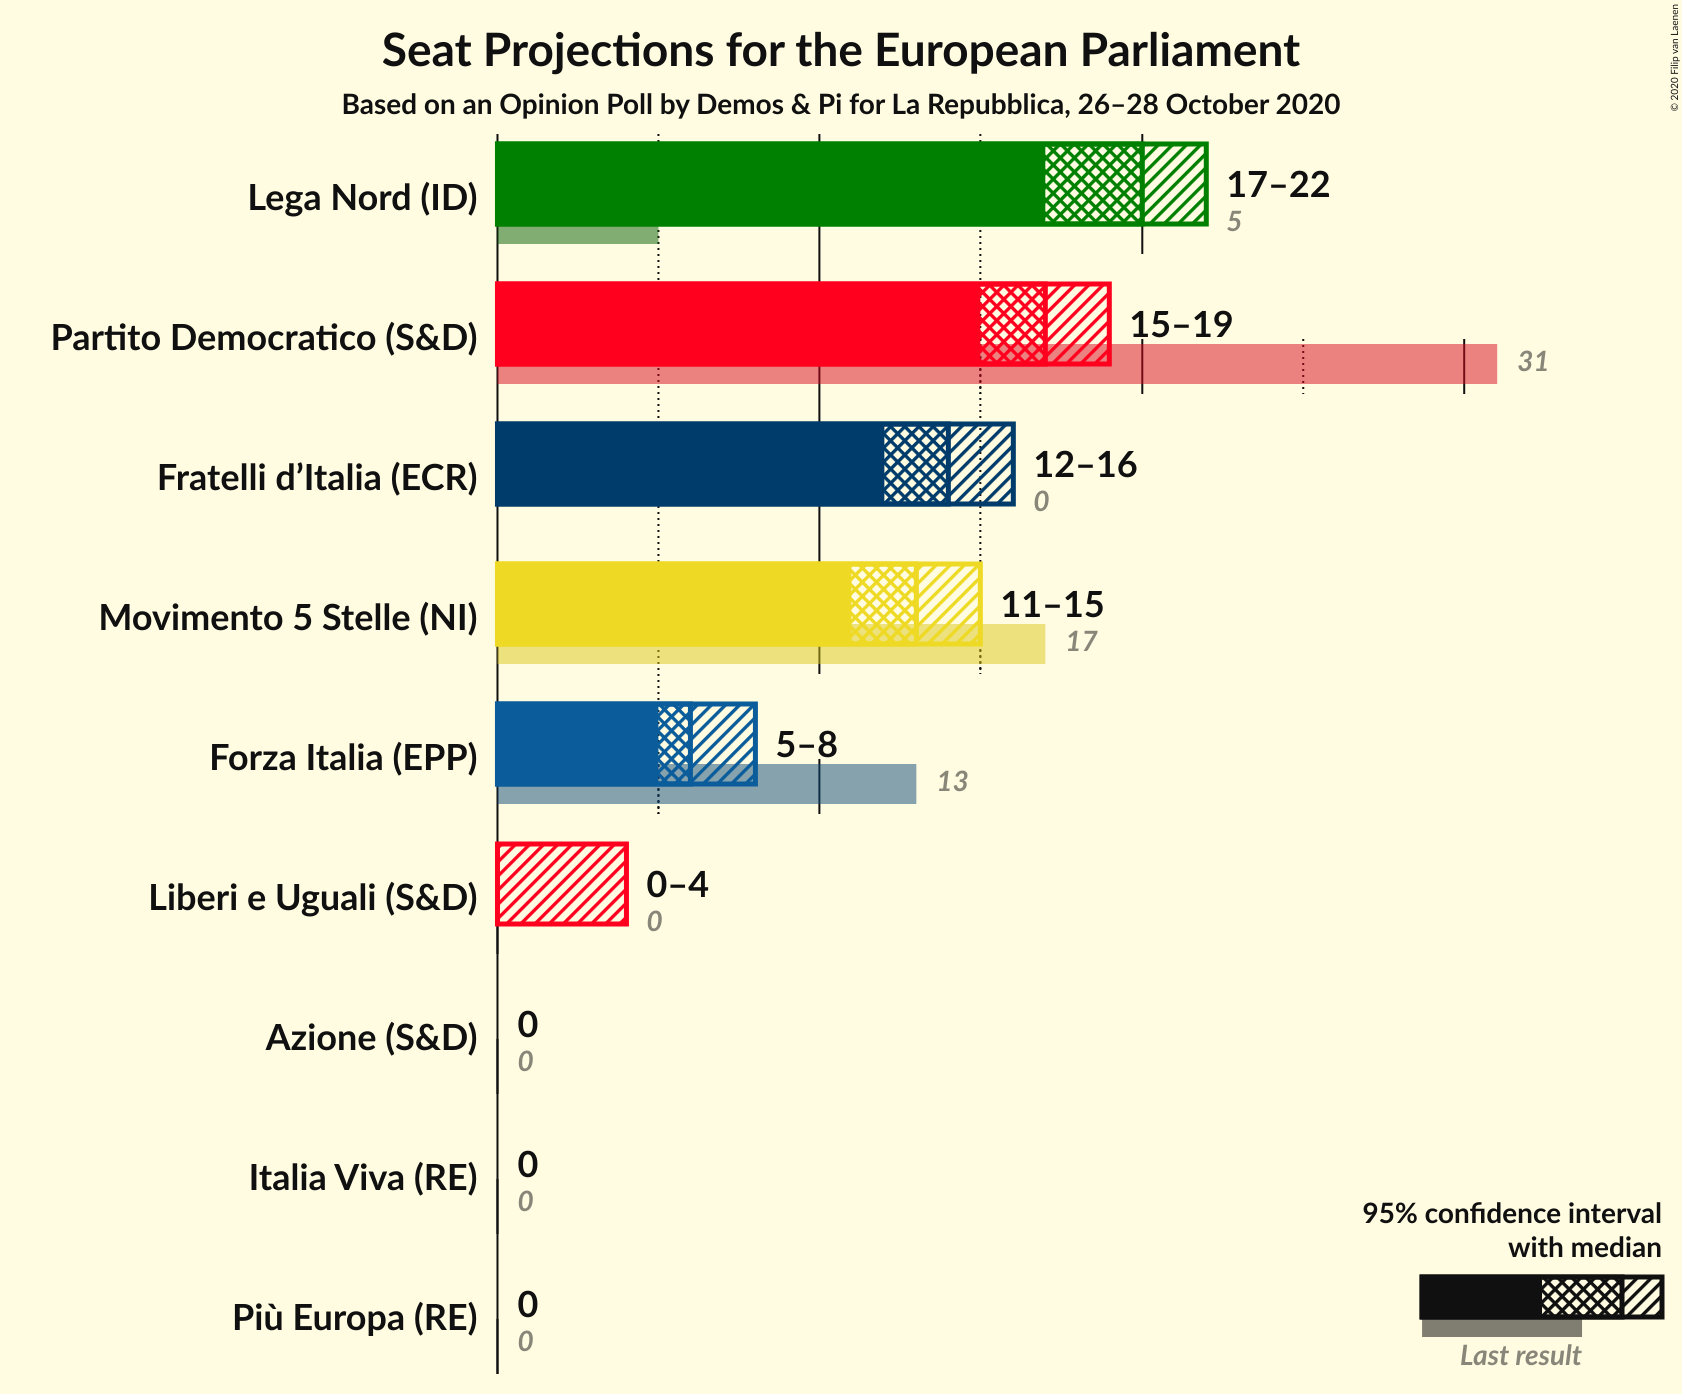 Seat Projections for the European Parliament
Based on an Opinion Poll by Demos & Pi for La Repubblica, 26–28 October 2020
© 2020 Filip van Laenen
Lega Nord (ID)
17–22
5
Partito Democratico (S&D)
15–19
31
Fratelli d’Italia (ECR)
12–16
0
Movimento 5 Stelle (NI)
11–15
17
Forza Italia (EPP)
5–8
13
Liberi e Uguali (S&D)
0–4
0
Azione (S&D)
0
0
Italia Viva (RE)
0
0
Più Europa (RE)
0
0
95% confidence interval
with median
Last result